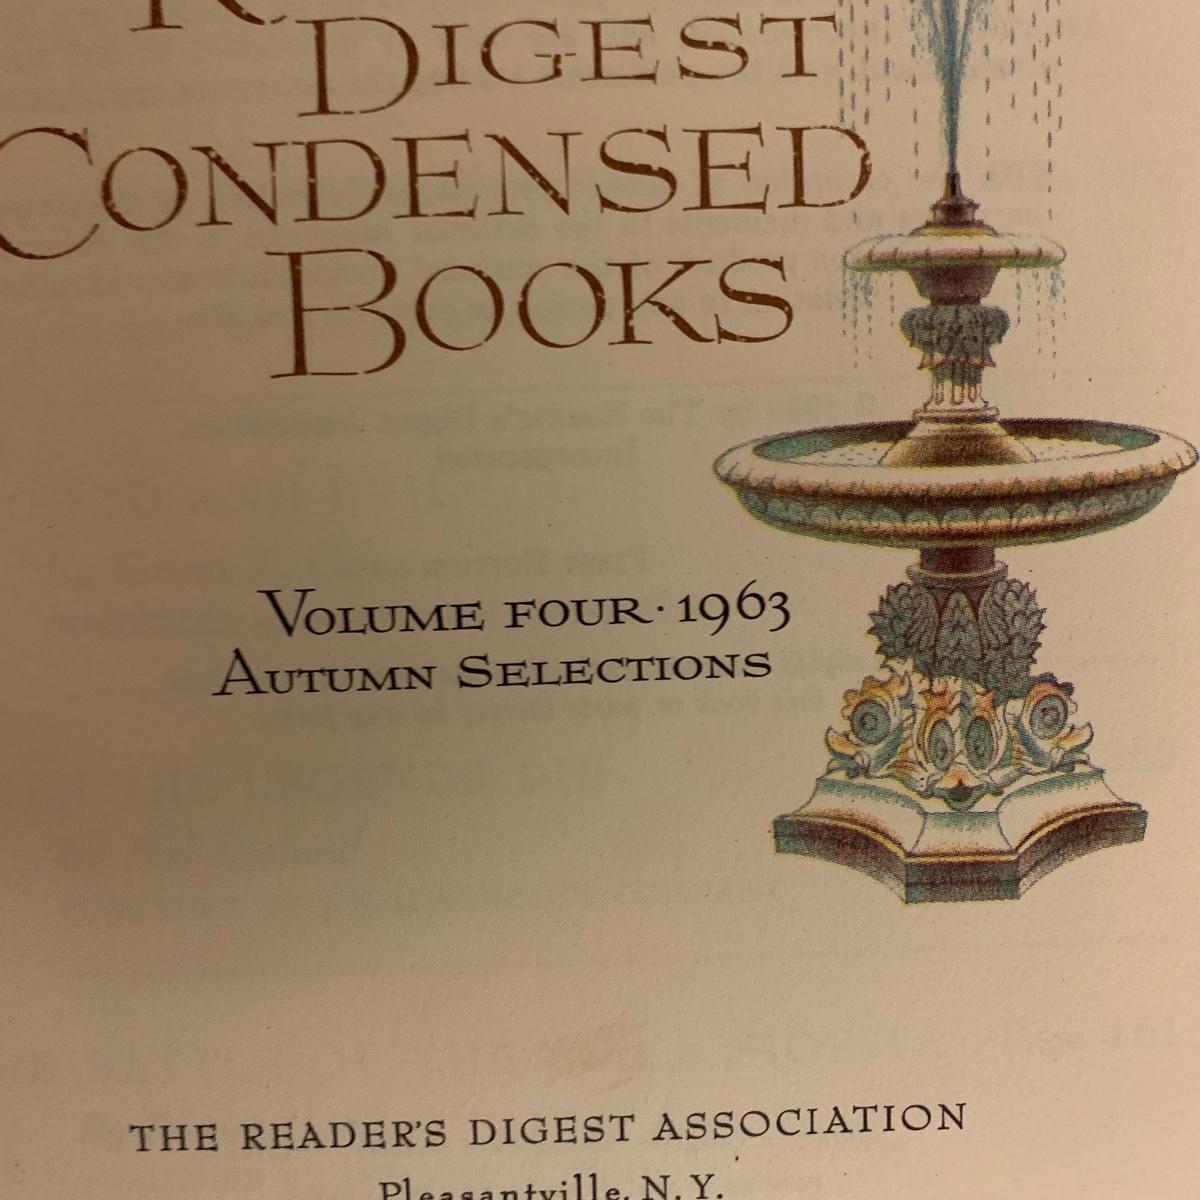 DIGEST
CONDENSED
BOOKS
VOLUME FOUR · 1963
AUTUMN SELECTIONS
THE READER'S DIGEST ASSOCIATION
Pleasantville, N. Y.